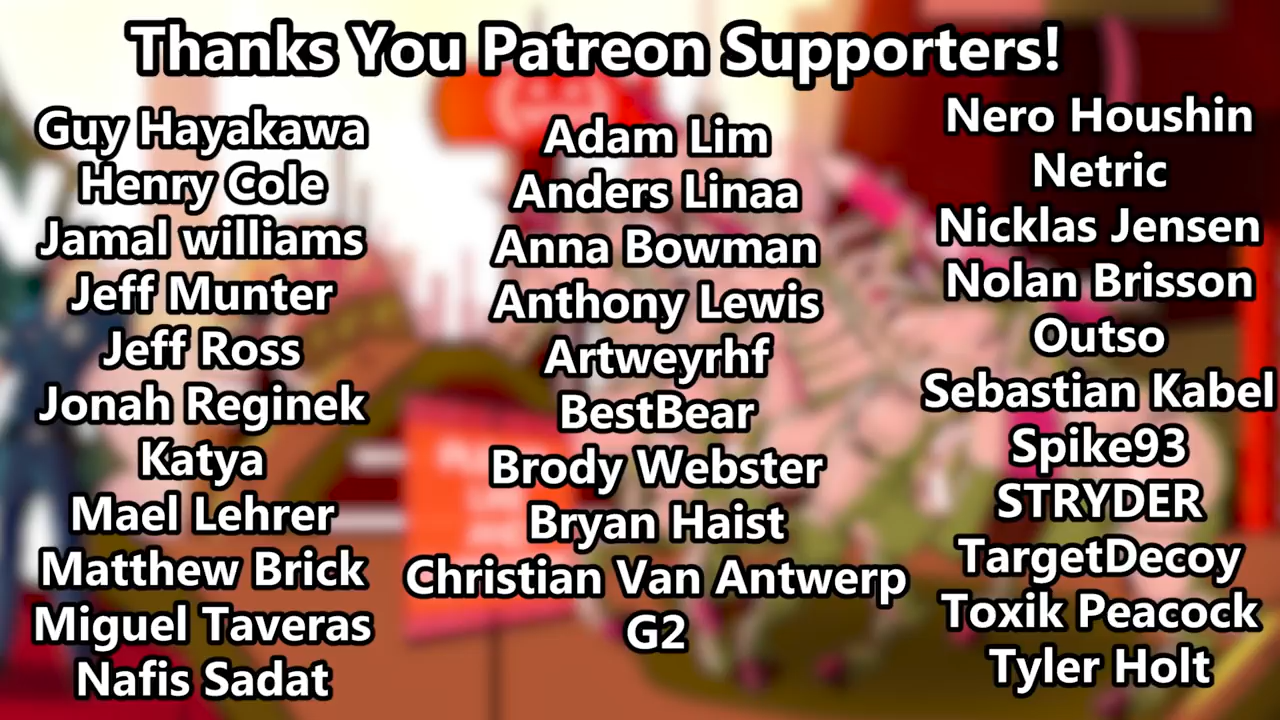 Thanks You Patreon Supporters!
Guy Hayakawa
Henry Cole
Jamal williams
Jeff Munter
Jeff Ross
Jonah Reginek
Katya
Mael Lehrer
Matthew Brick
Miguel Taveras
Nafis Sadat
Adam Lim
Anders Linaa
Anna Bowman
Anthony Lewis
Artweyrhf
BestBear
Brody Webster
Bryan Haist
Christian Van Antwerp
G2
Nero Houshin
Netric
Nicklas Jensen
Nolan Brisson
Outso
Sebastian Kabel
Spike93
STRYDER
TargetDecoy
Toxik Peacock
Tyler Holt